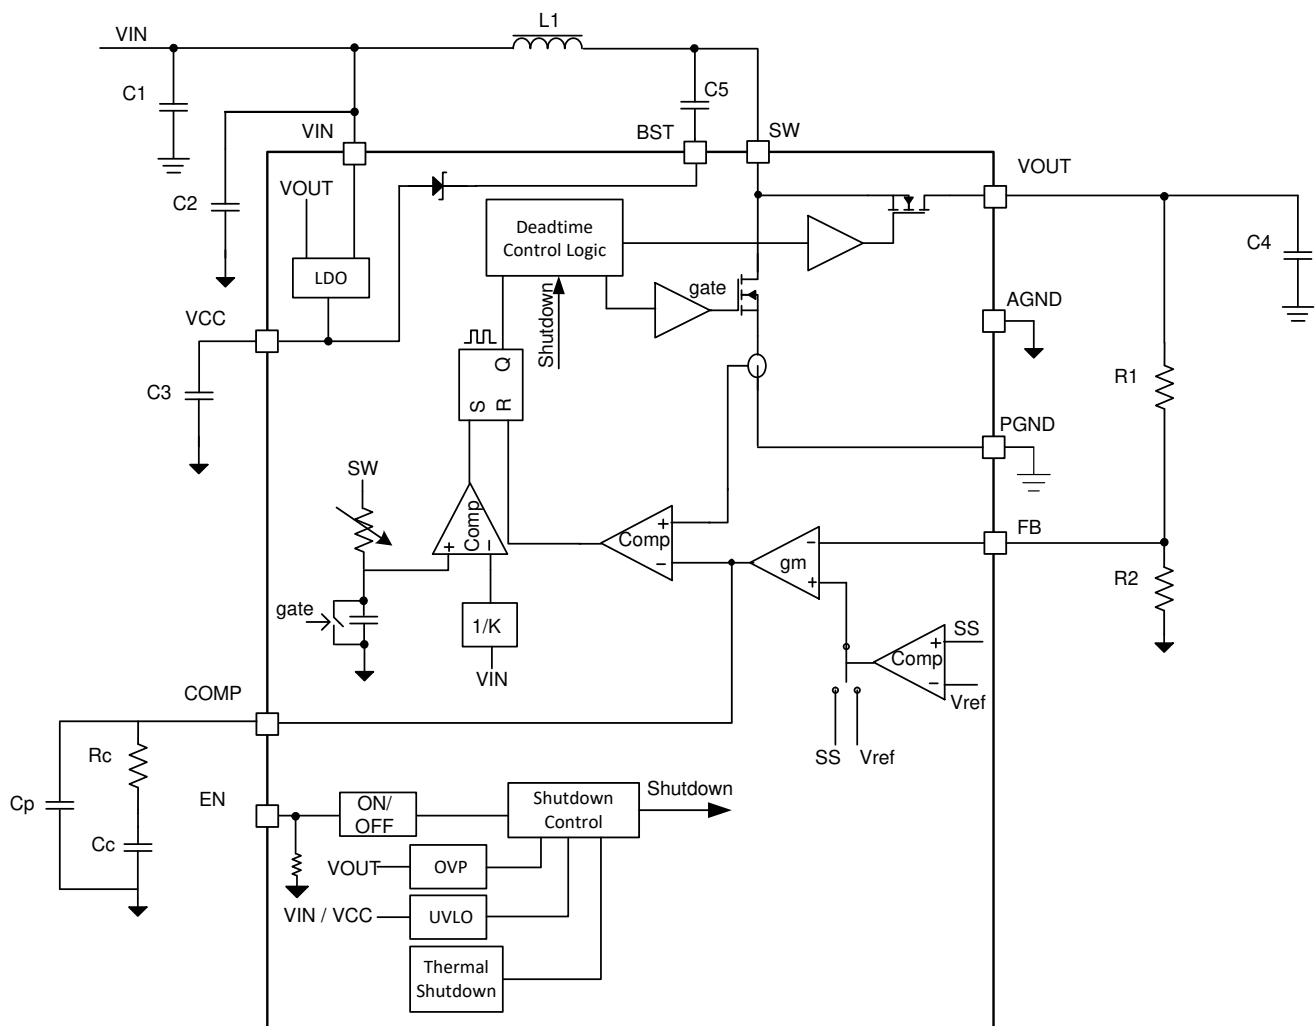 L1
VIN
C1
C5
VIN
BST
SW
VOUT
VOUT
C2
Deadtime
Control Logic
C4
LDO
gate
AGND
VCC
Shutdown
Q
S
R
C3
R1
PGND
SW
Comp
+
−
Comp
+
−
gm
−
+
FB
R2
gate
1/K
VIN
SS
Comp
+
−
Vref
COMP
SS
Vref
Rc
Cp
Cc
EN
ON/
OFF
Shutdown
Control
Shutdown
VOUT
OVP
VIN / VCC
UVLO
Thermal
Shutdown